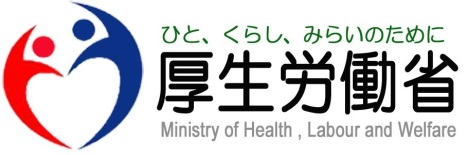 ひと、くらし、みらいのために
厚生労働省
Ministry of Health , Labour and Welfare